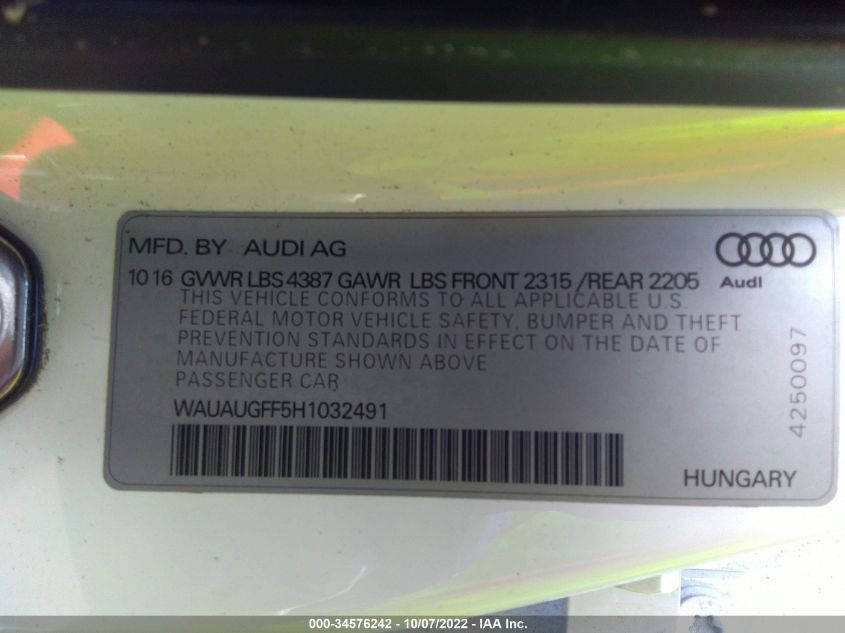 MFD. BY AUDI AG
10 16 GVWR LBS 4387 GAWR LBS FRONT 2315 /REAR 2205
THIS VEHICLE CONFORMS TO ALL APPLICABLE U.S.
FEDERAL MOTOR VEHICLE SAFETY, BUMPER AND THEFT
PREVENTION STANDARDS IN EFFECT ON THE DATE OF
MANUFACTURE SHOWN ABOVE
PASSENGER CAR
WAUAUGFF5H1032491
Audi
4250097
HUNGARY
000-34576242 - 10/07/2022 - IAA Inc.